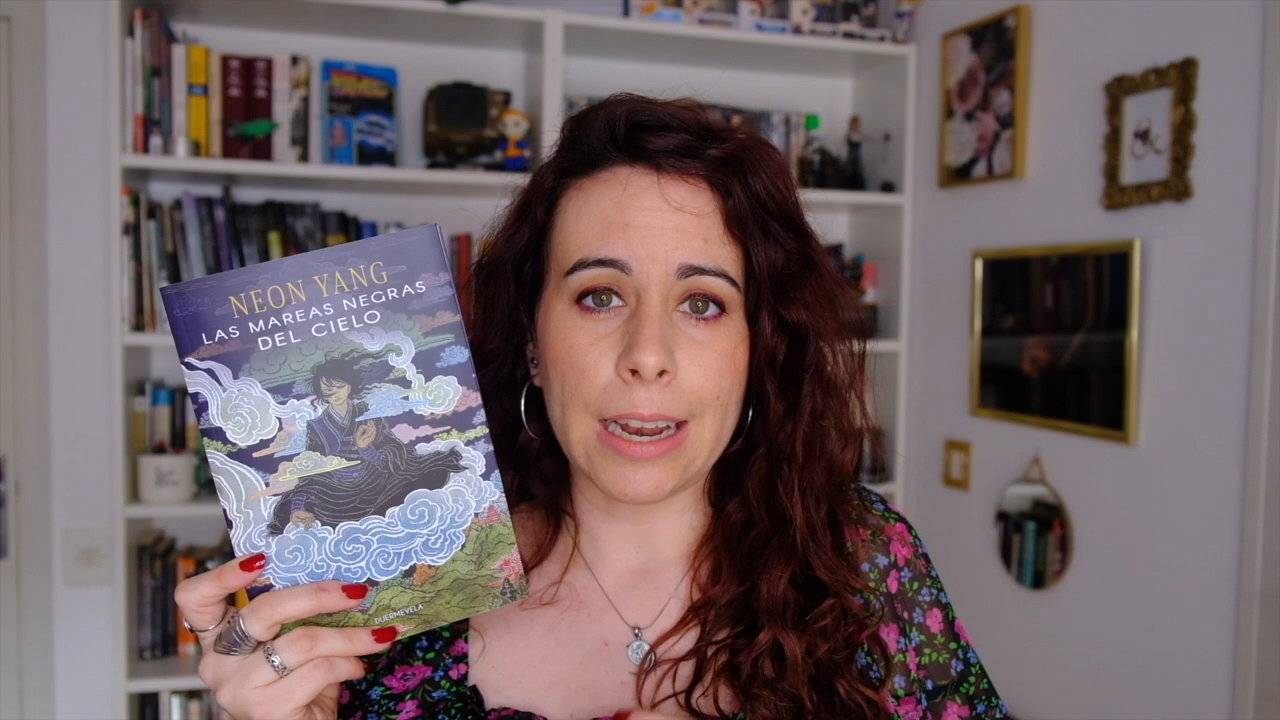 NEON YANG
LAS MAREAS NEGRAS
DEL CIELO
DUERMEVELA